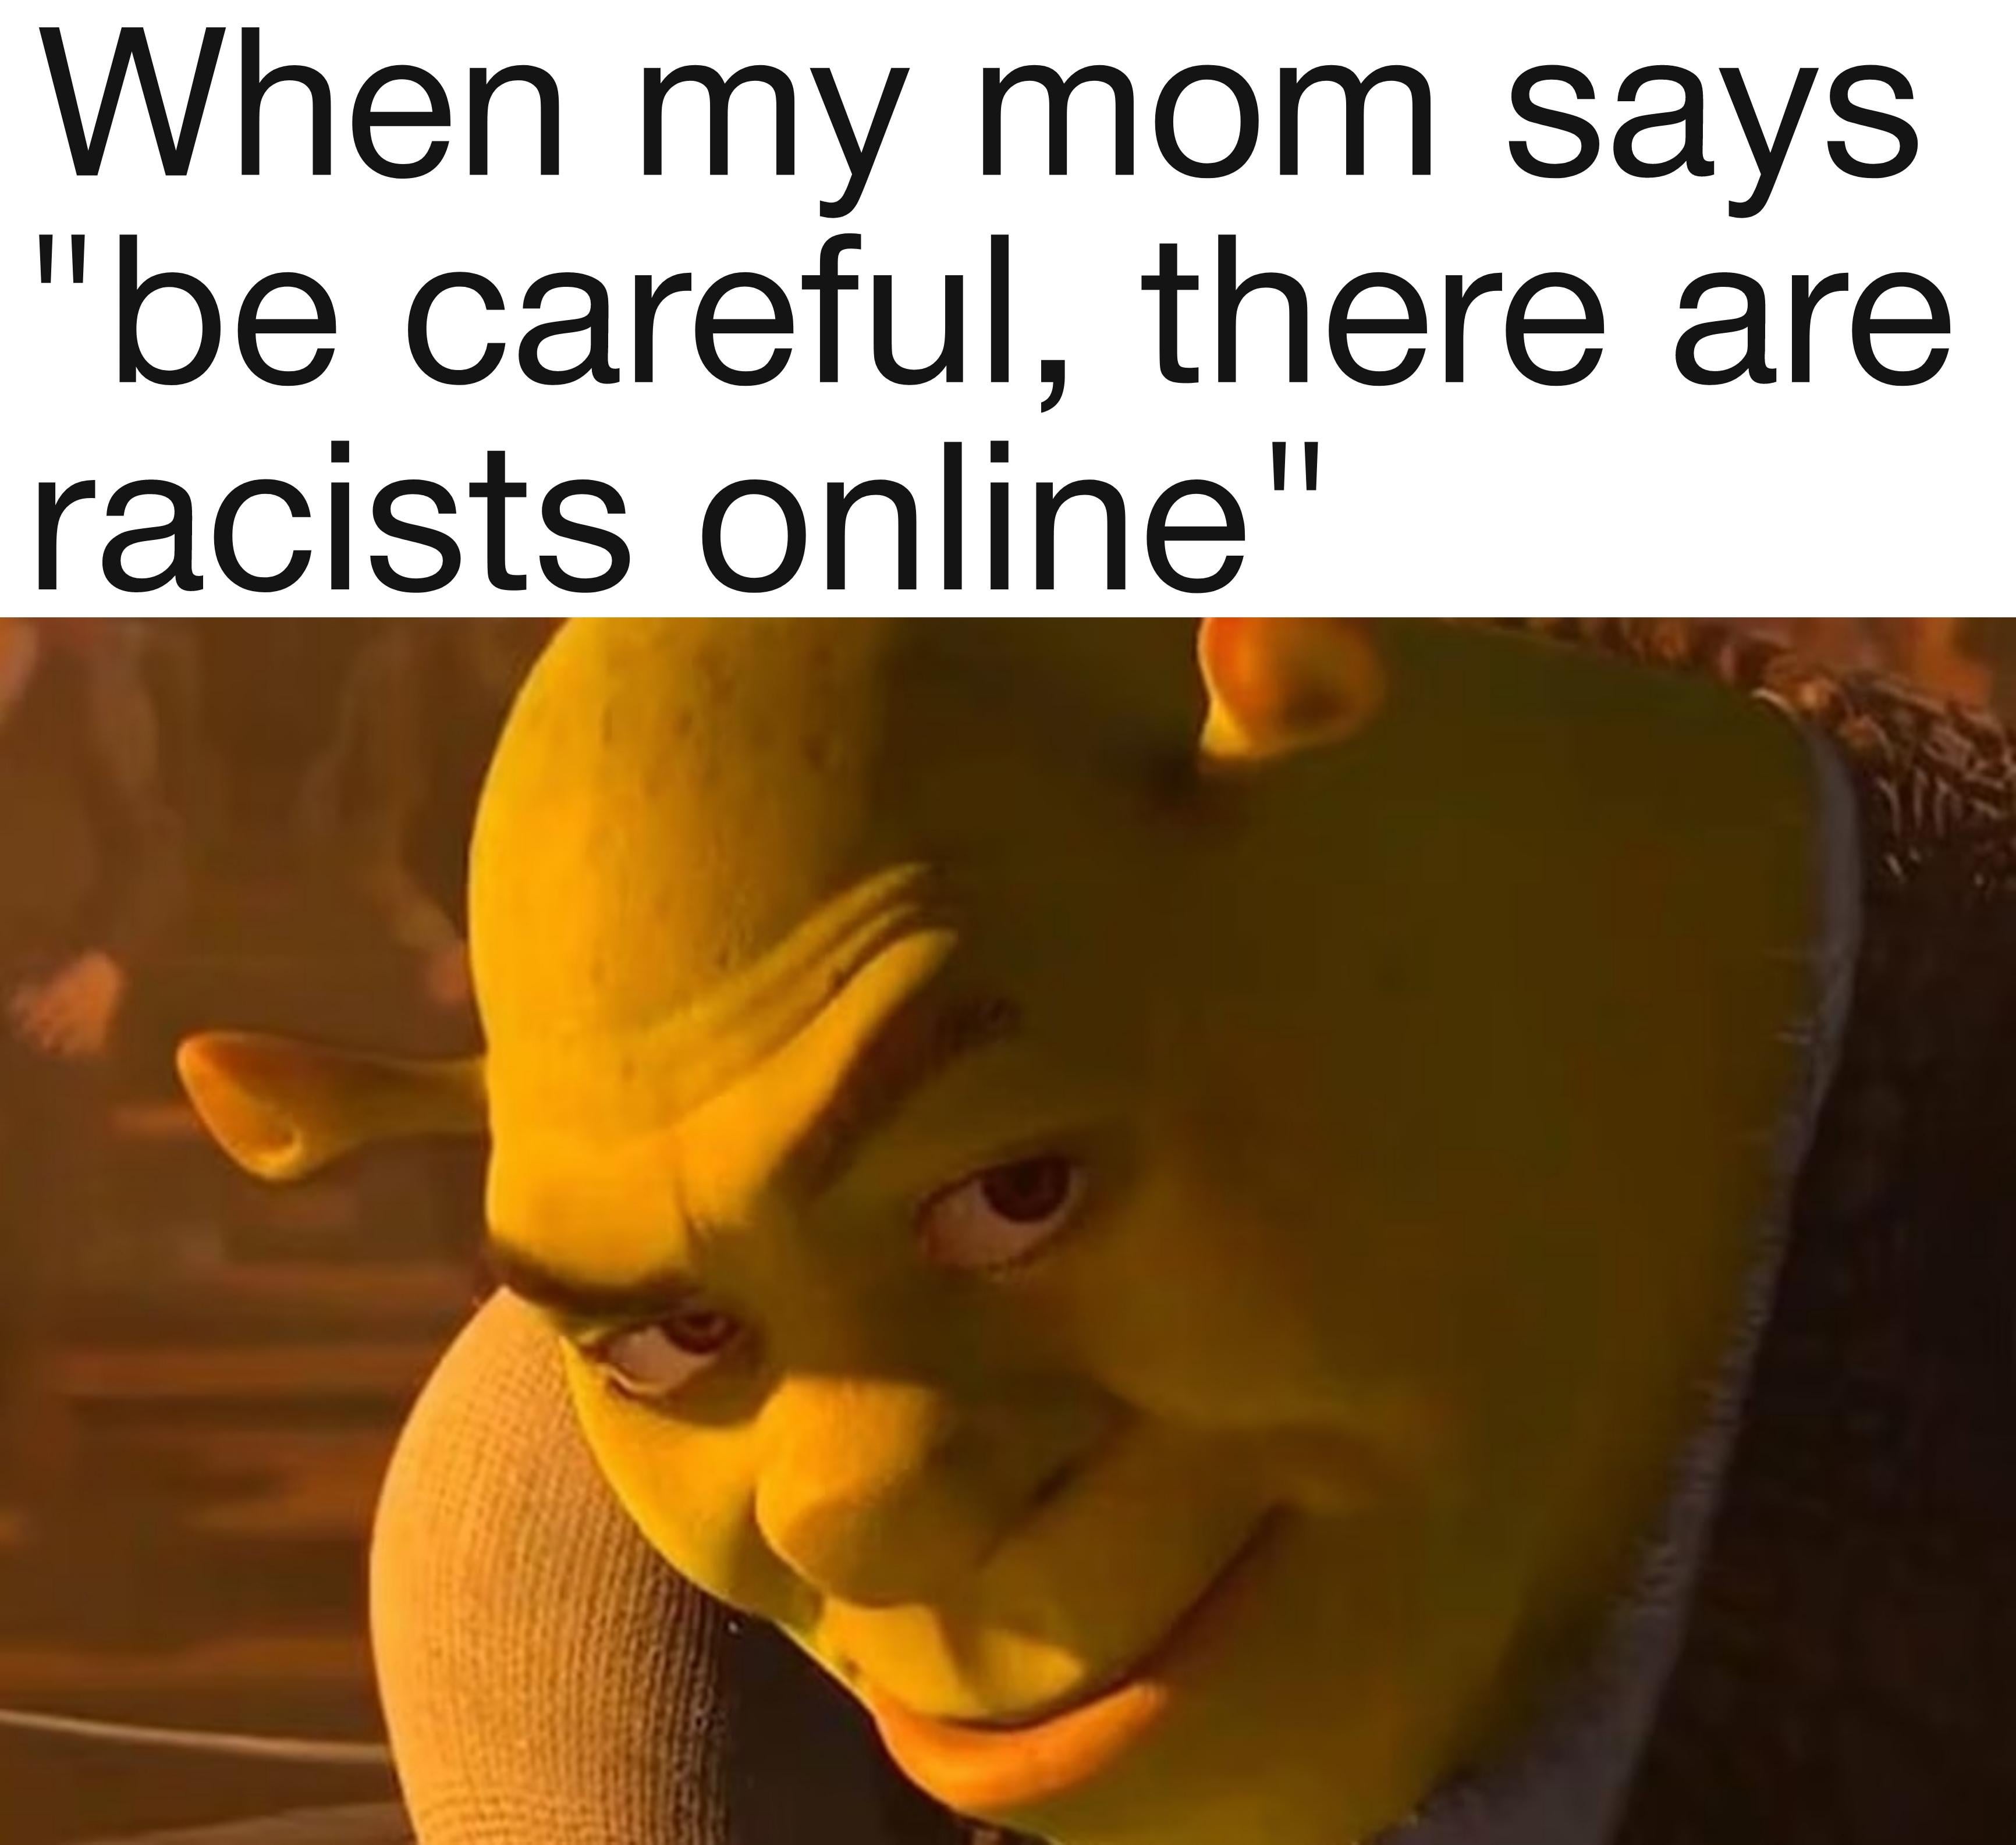 When my mom says
"be careful, there are
racists online"